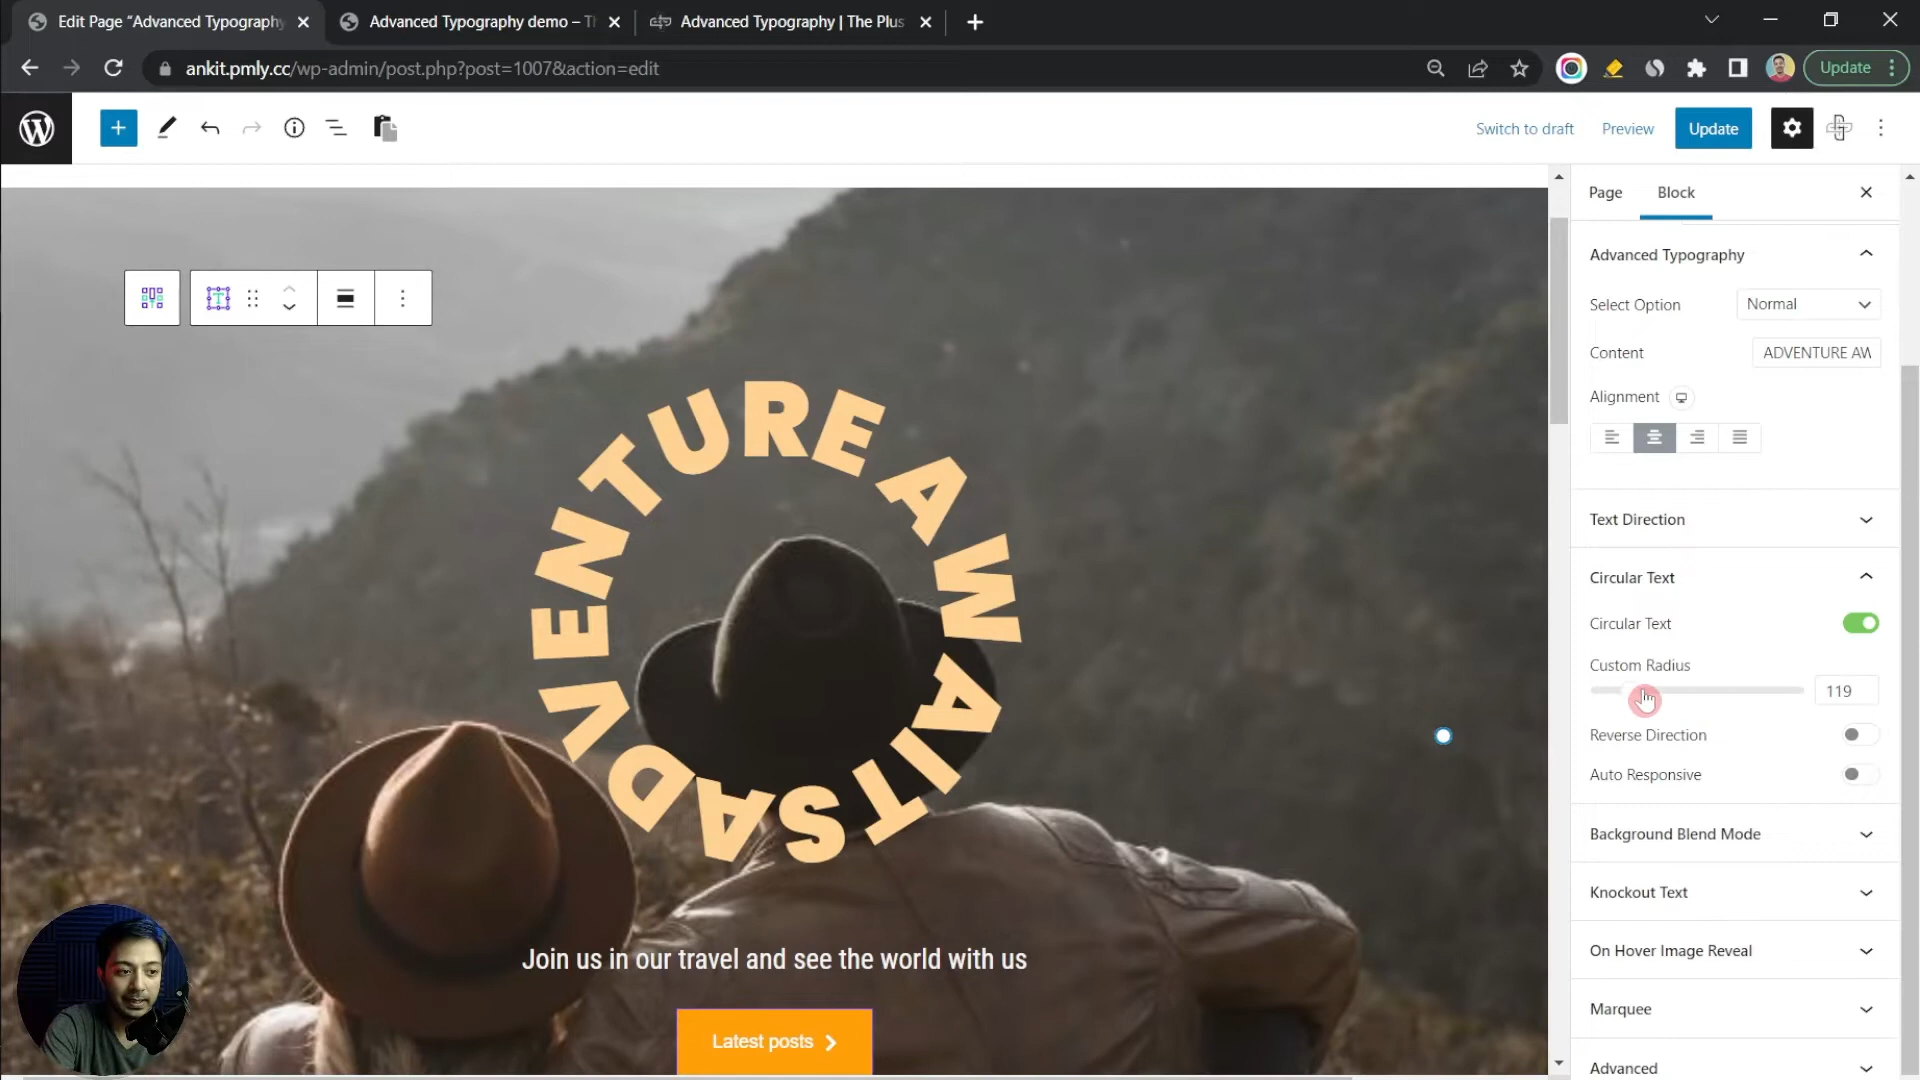 Edit Page “Advanced Typography
Advanced Typography demo – Th
Advanced Typography | The Plus
ankit.pmly.cc/wp-admin/post.php?post=1007&action=edit
Update
Switch to draft
Preview
Update
Page
Block
Advanced Typography
Select Option
Normal
Content
ADVENTURE AW
Alignment
Text Direction
Circular Text
Circular Text
Custom Radius
119
Reverse Direction
Auto Responsive
Background Blend Mode
Knockout Text
On Hover Image Reveal
Marquee
Advanced
ADVENTURE AWAITS
Join us in our travel and see the world with us
Latest posts